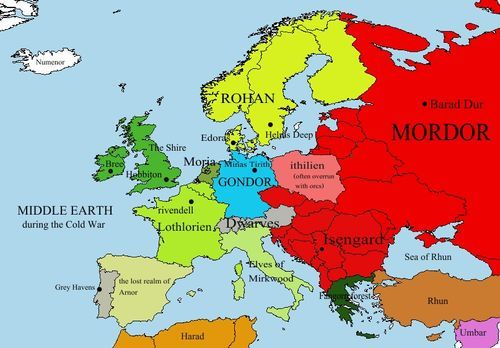 Numenor
ROHAN
Barad Dur
Helms Deep
MORDOR
Edoras
The Shire
Moria
Minas Tirith
ithilien
(often overrun
with orcs)
Bree
Hobbiton
GONDOR
MIDDLE EARTH
during the Cold War
rivendell
Lothlorien
Dwarves
Isengard
Sea of Rhun
Elves of
Mirkwood
Grey Havens
the lost realm of
Arnor
Fangorn forest
Rhun
Harad
Umbar